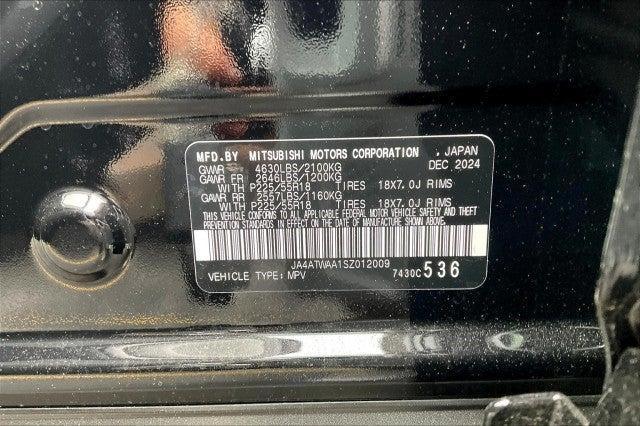 MFD.BY MITSUBISHI MOTORS CORPORATION , JAPAN
GVWR 4630LBS/2100KG DEC 2024
GAWR FR 2646LBS/1200KG
WITH P225/55R18 TIRES 18X7.0J RIMS
GAWR RR 2557LBS/1160KG
WITH P225/55R18 TIRES 18X7.0J RIMS
THIS VEHICLE CONFORMS TO ALL APPLICABLE FEDERAL MOTOR VEHICLE SAFETY AND THEFT
PREVENTION STANDARDS IN EFFECT ON THE DATE OF MANUFACTURE SHOWN ABOVE.
JA4ATWAA1SZ012009
VEHICLE TYPE: MPV 7430C 536